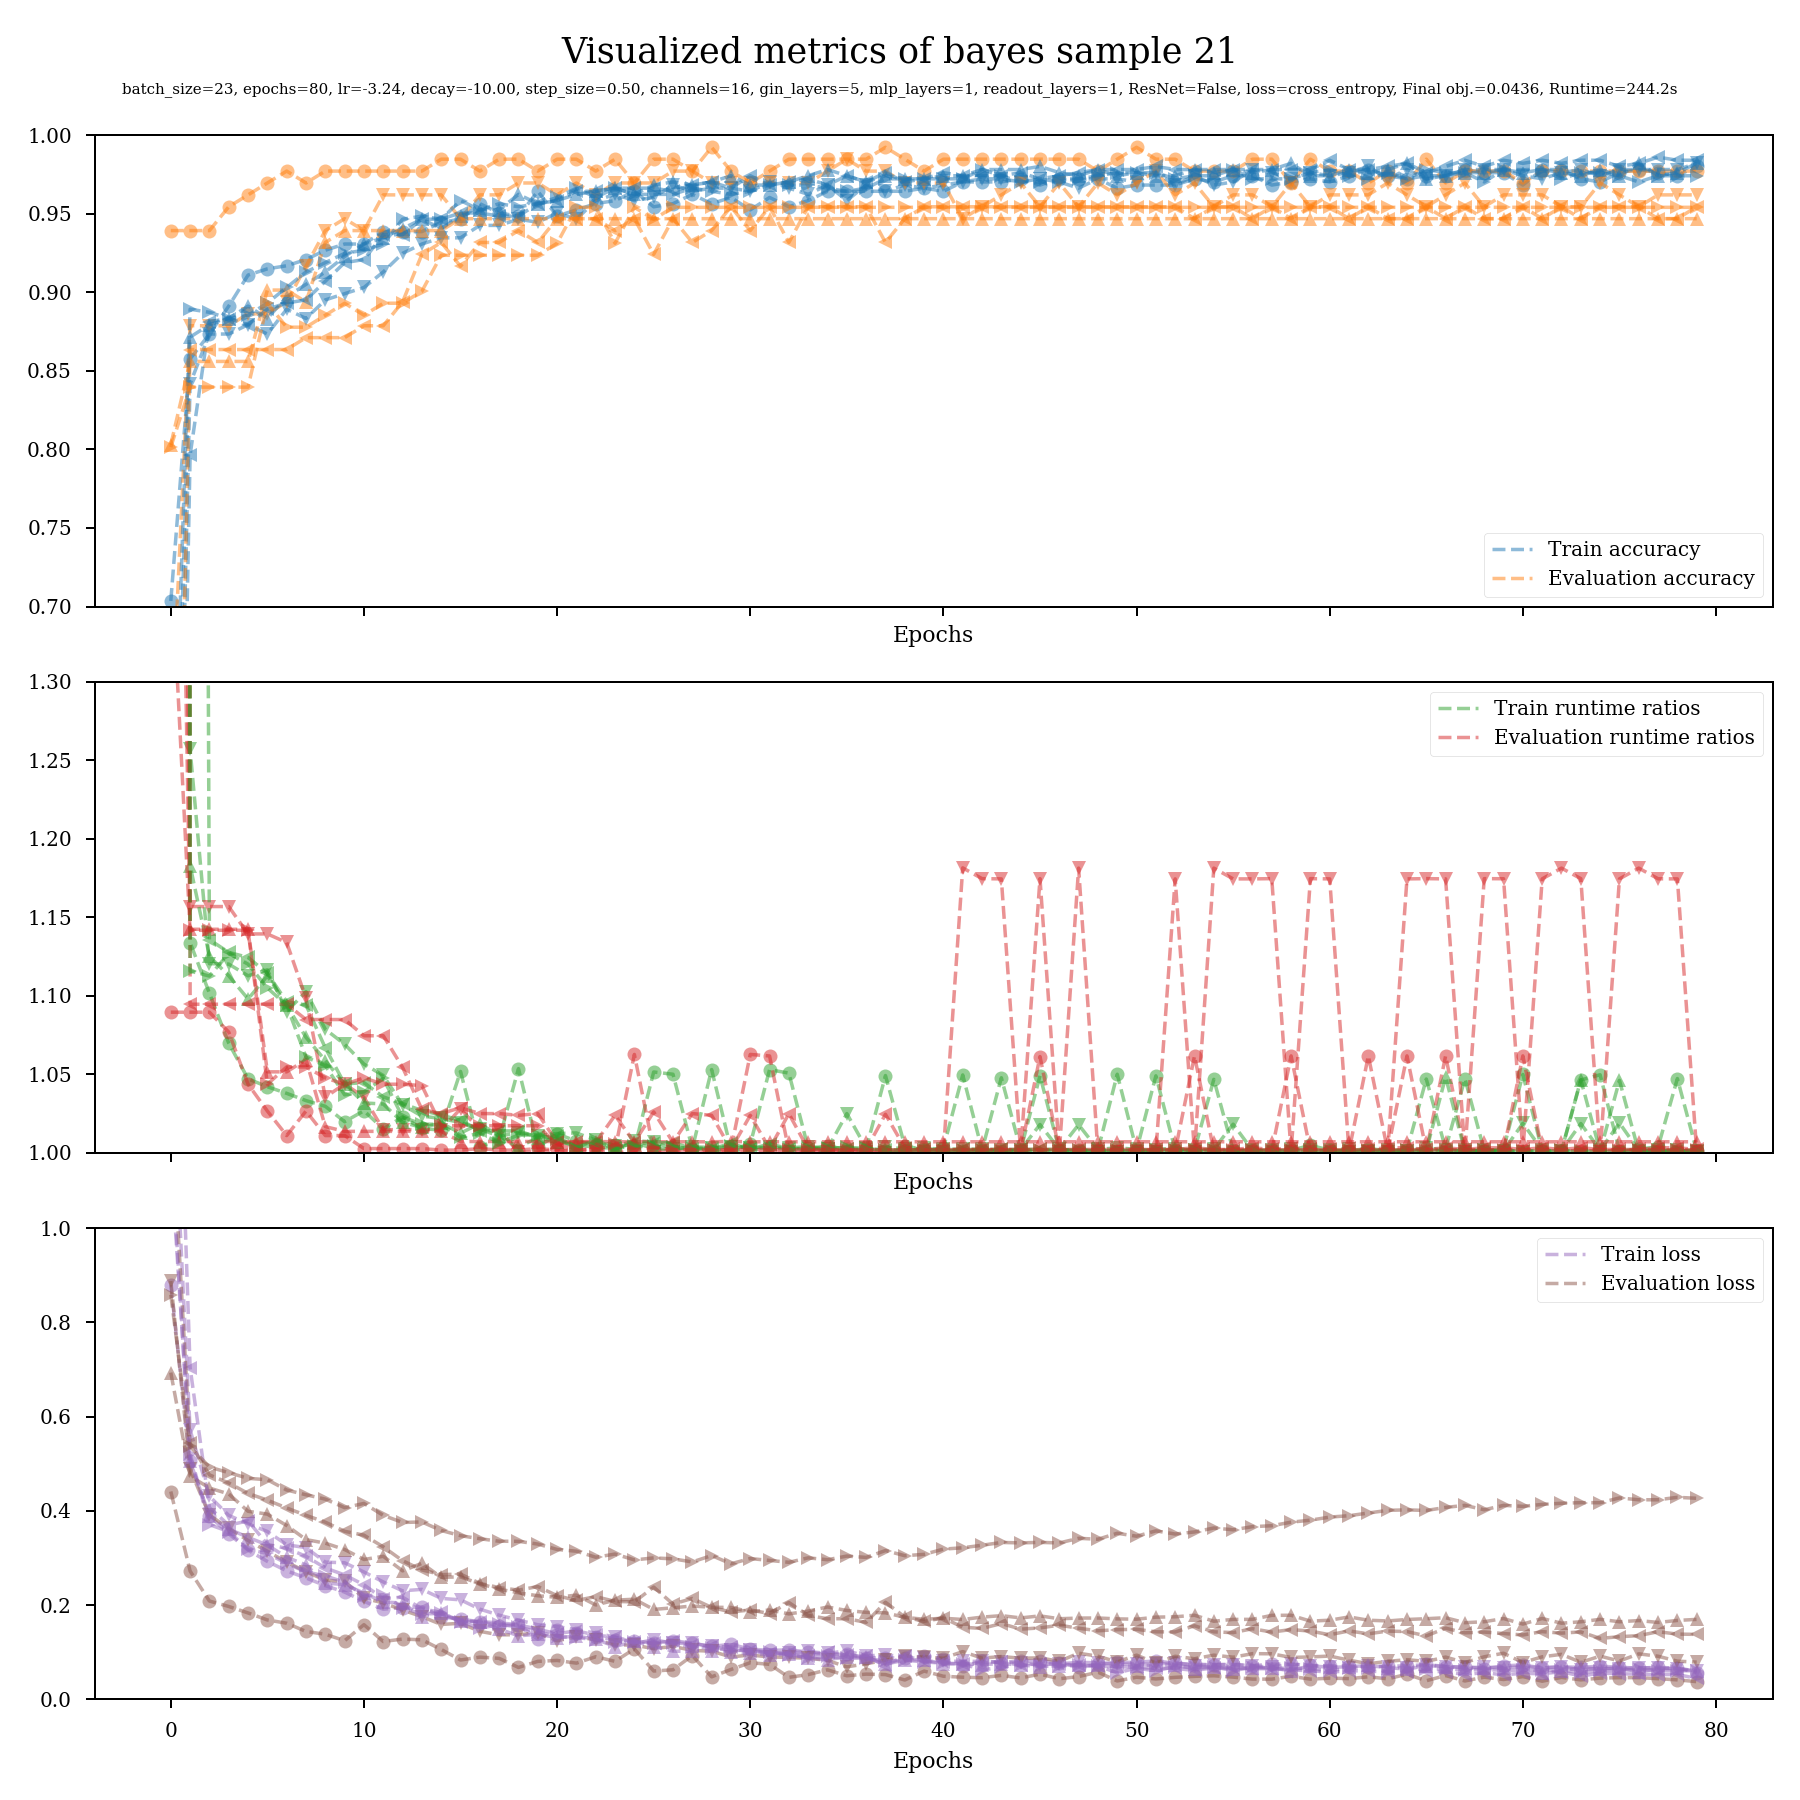 Visualized metrics of bayes sample 21
batch_size=23, epochs=80, lr=-3.24, decay=-10.00, step_size=0.50, channels=16, gin_layers=5, mlp_layers=1, readout_layers=1, ResNet=False, loss=cross_entropy, Final obj.=0.0436, Runtime=244.2s
1.00
0.95
0.90
0.85
0.80
0.75
0.70
Train accuracy
Evaluation accuracy
Epochs
1.30
1.25
1.20
1.15
1.10
1.05
1.00
Train runtime ratios
Evaluation runtime ratios
Epochs
1.0
0.8
0.6
0.4
0.2
0.0
Train loss
Evaluation loss
0 10 20 30 40 50 60 70 80
Epochs